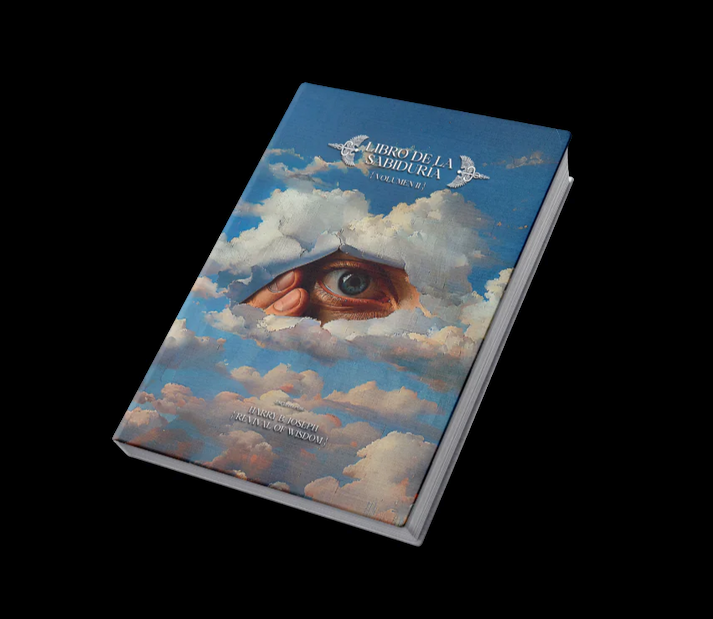 LIBRO DE LA
SABIDURIA
{ VOLUMEN II }
HARRY B. JOSEPH
{ REVIVAL OF WISDOM }